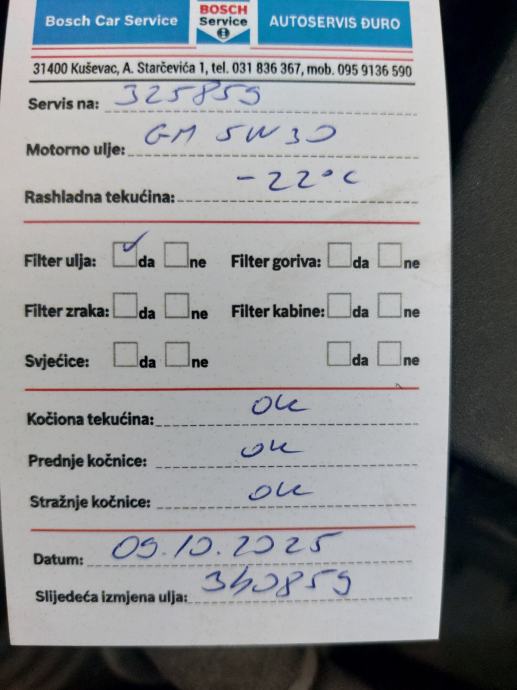 Bosch Car Service
BOSCH
Service
AUTOSERVIS ĐURO
31400 Kuševac, A. Starčevića 1, tel. 031 836 367, mob. 095 9136 590
Servis na: 325859
Motorno ulje: GM 5W30
Rashladna tekućina: -22°C
Filter ulja: ✓ da ne Filter goriva: da ne
Filter zraka: da ne Filter kabine: da ne
Svjećice: da ne da ne
Kočiona tekućina: OK
Prednje kočnice: OK
Stražnje kočnice: OK
Datum: 09.10.2025
Slijedeća izmjena ulja: 340859